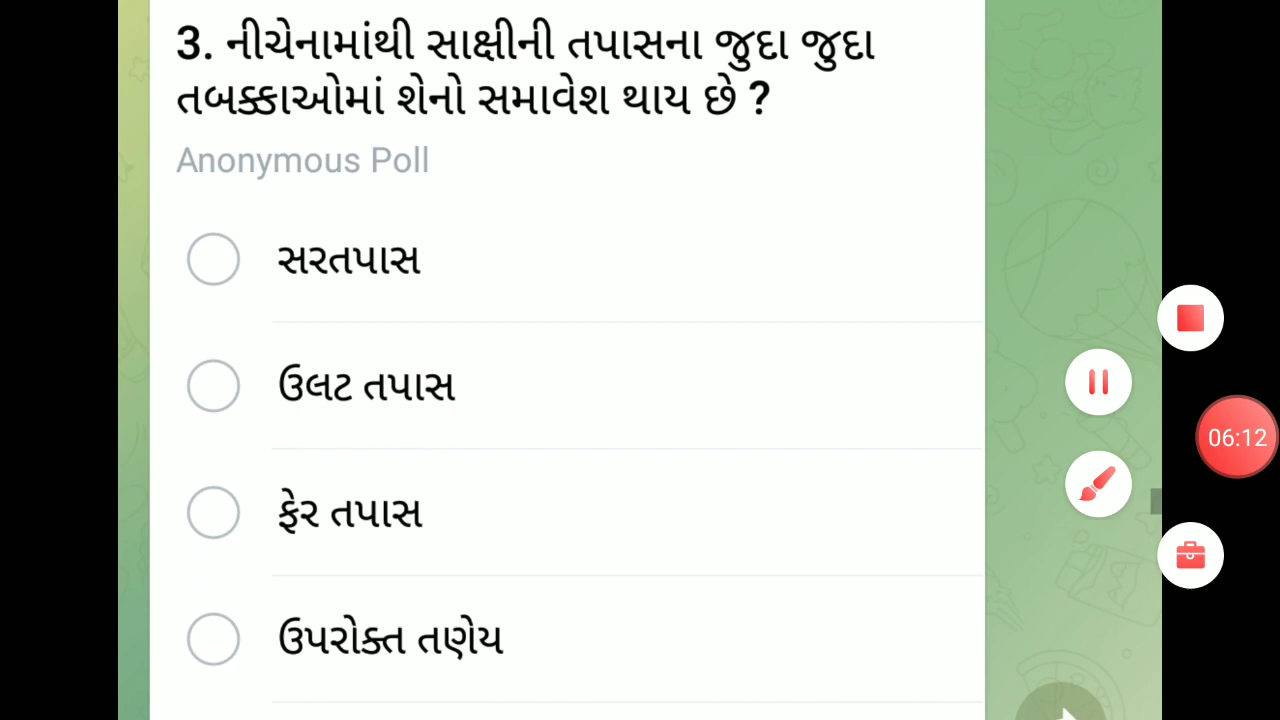 3. નીચેનામાંથી સાક્ષીની તપાસના જુદા જુદા
તબક્કાઓમાં શેનો સમાવેશ થાય છે ?
Anonymous Poll
સરતપાસ
ઉલટ તપાસ
ફેર તપાસ
ઉપરોક્ત તણેય
06:12